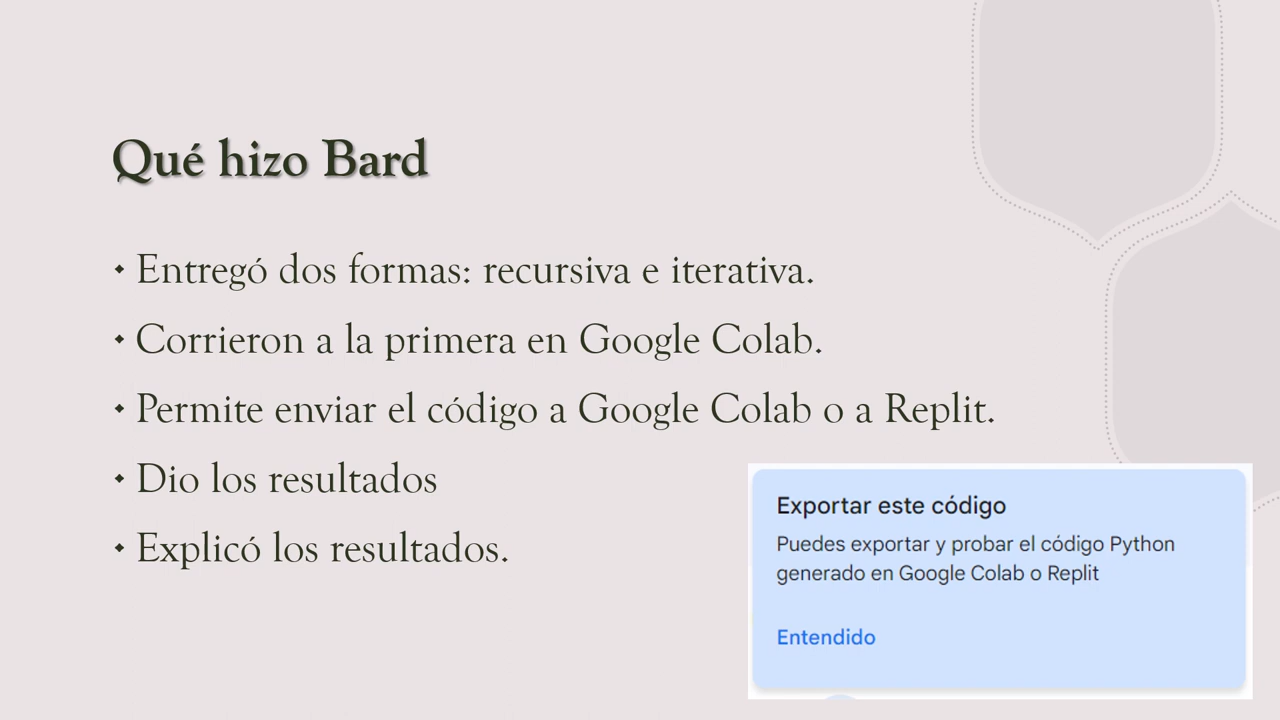 Qué hizo Bard
Entregó dos formas: recursiva e iterativa.
Corrieron a la primera en Google Colab.
Permite enviar el código a Google Colab o a Replit.
Dio los resultados
Explicó los resultados.
Exportar este código
Puedes exportar y probar el código Python
generado en Google Colab o Replit
Entendido